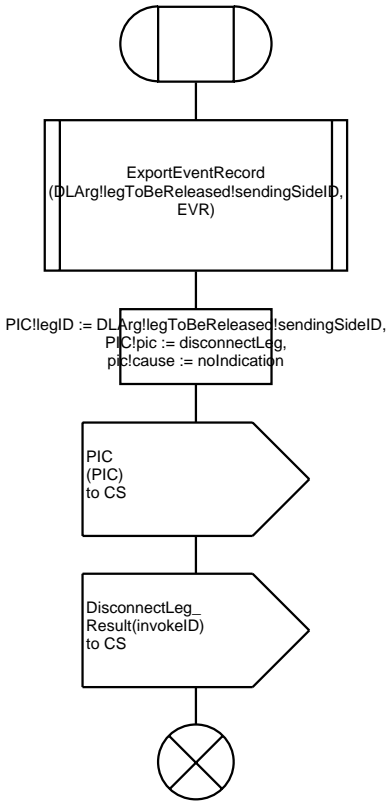 ExportEventRecord
(DLArg!legToBeReleased!sendingSideID,
EVR)
PIC!legID := DLArg!legToBeReleased!sendingSideID,
PIC!pic := disconnectLeg,
pic!cause := noIndication
PIC
(PIC)
to CS
DisconnectLeg_
Result(invokeID)
to CS